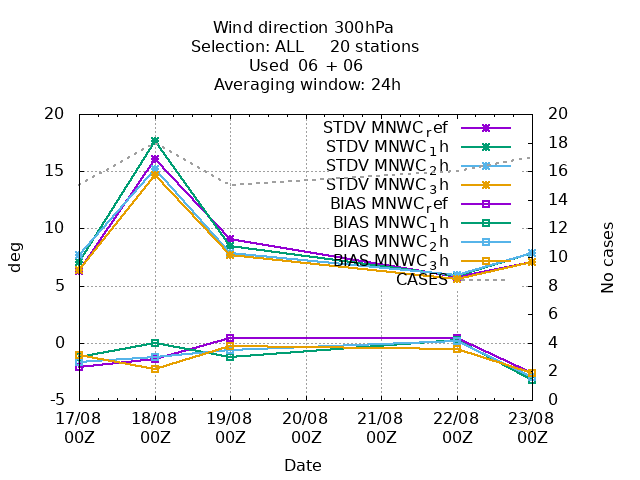 Wind direction 300hPa
Selection: ALL 20 stations
Used 06 + 06
Averaging window: 24h
20 20
STDV MNWC_ref
18
STDV MNWC_1h
STDV MNWC_2h
15 16
STDV MNWC_3h
14
BIAS MNWC_ref
BIAS MNWC_1h
10 12
BIAS MNWC_2h
BIAS MNWC_3h
10
CASES
5 8
6
0 4
2
-5 0
deg
No cases
17/08 18/08 19/08 20/08 21/08 22/08 23/08
00Z 00Z 00Z 00Z 00Z 00Z 00Z
Date